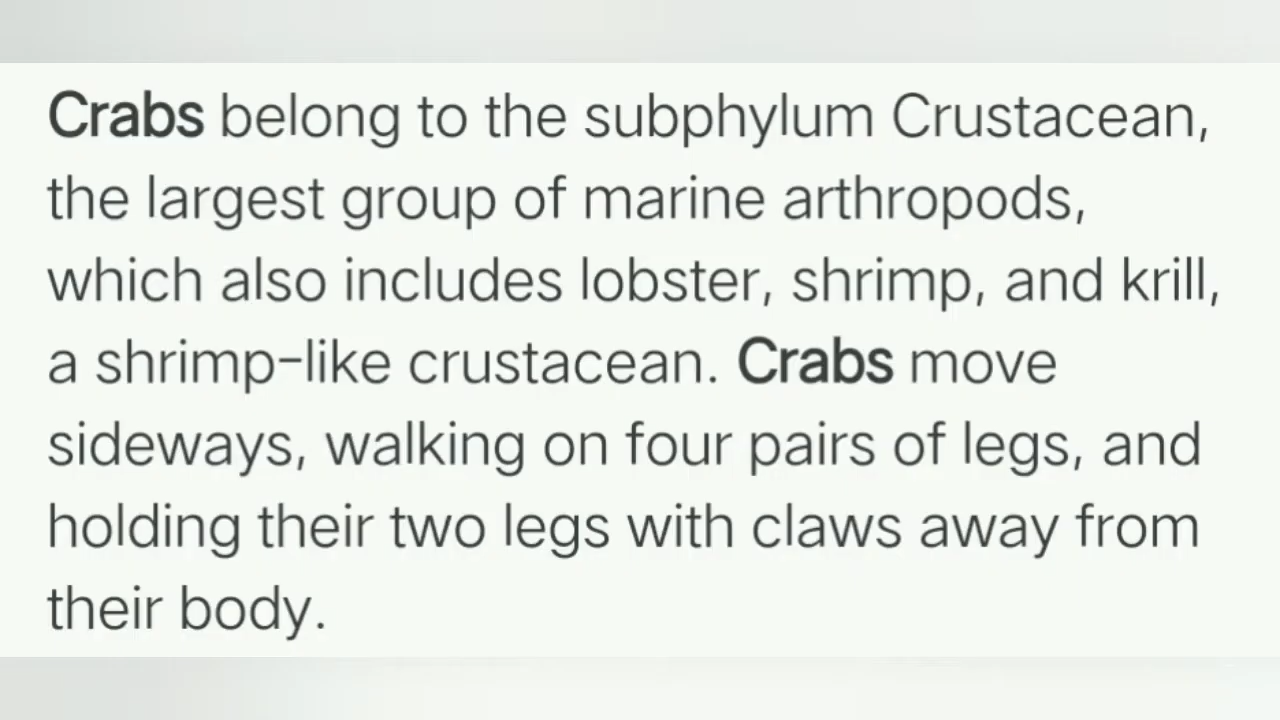 Crabs belong to the subphylum Crustacean,
the largest group of marine arthropods,
which also includes lobster, shrimp, and krill,
a shrimp-like crustacean. Crabs move
sideways, walking on four pairs of legs, and
holding their two legs with claws away from
their body.